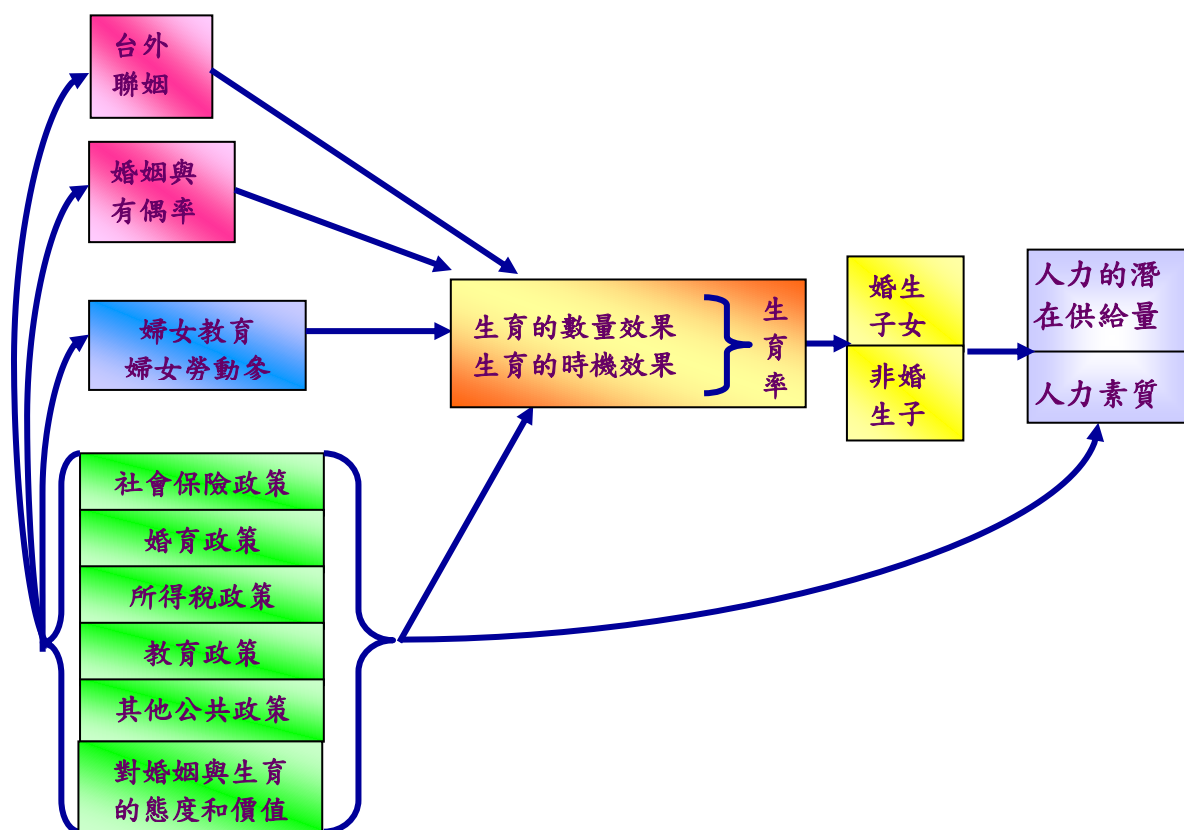 台外
聯姻
婚姻與
有偶率
婦女教育
婦女勞動參
社會保險政策
婚育政策
所得稅政策
教育政策
其他公共政策
對婚姻與生育
的態度和價值
生育的數量效果
生育的時機效果
生
育
率
婚生
子女
非婚
生子
人力的潛
在供給量
人力素質